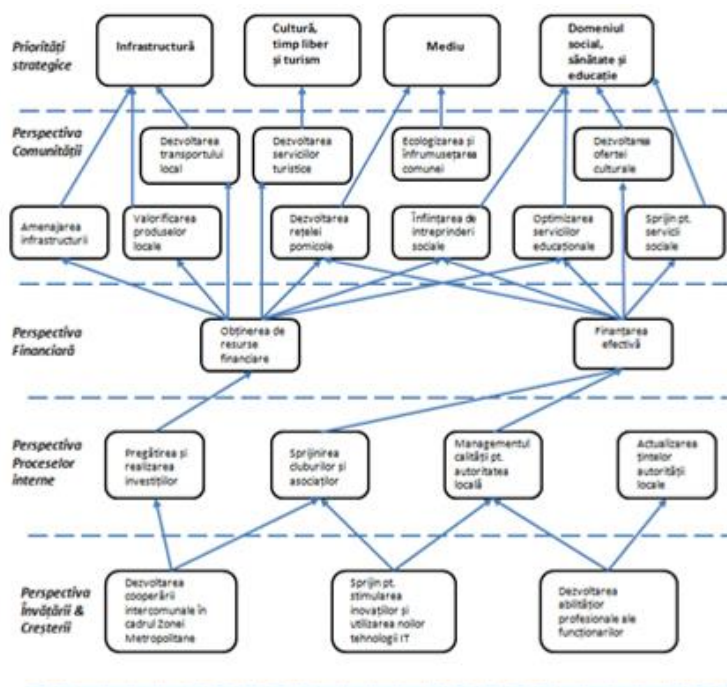 Priorități
strategice
Infrastructură
Cultură,
timp liber
și turism
Mediu
Domeniul
social,
sănătate și
educație
Perspectiva
Comunității
Dezvoltarea
transportului
local
Dezvoltarea
serviciilor
turistice
Ecologizarea și
înfrumusețarea
comunei
Dezvoltarea
ofertei
culturale
Amenajarea
infrastructurii
Valorificarea
produselor
locale
Dezvoltarea
rețelei
pomicole
Înființarea de
întreprinderi
sociale
Optimizarea
serviciilor
educaționale
Sprijin pt.
servicii
sociale
Perspectiva
Financiară
Obținerea de
resurse
financiare
Finanțarea
efectivă
Perspectiva
Proceselor
interne
Pregătirea și
realizarea
investițiilor
Sprijinirea
cluburilor și
asociațiilor
Managementul
calității pt.
autoritatea
locală
Actualizarea
țintelor
autorității
locale
Perspectiva
Învățării &
Creșterii
Dezvoltarea
cooperării
intercomunale în
cadrul Zonei
Metropolitane
Sprijin pt.
stimularea
inovațiilor și
utilizarea noilor
tehnologii IT
Dezvoltarea
abilităților
profesionale ale
funcționarilor